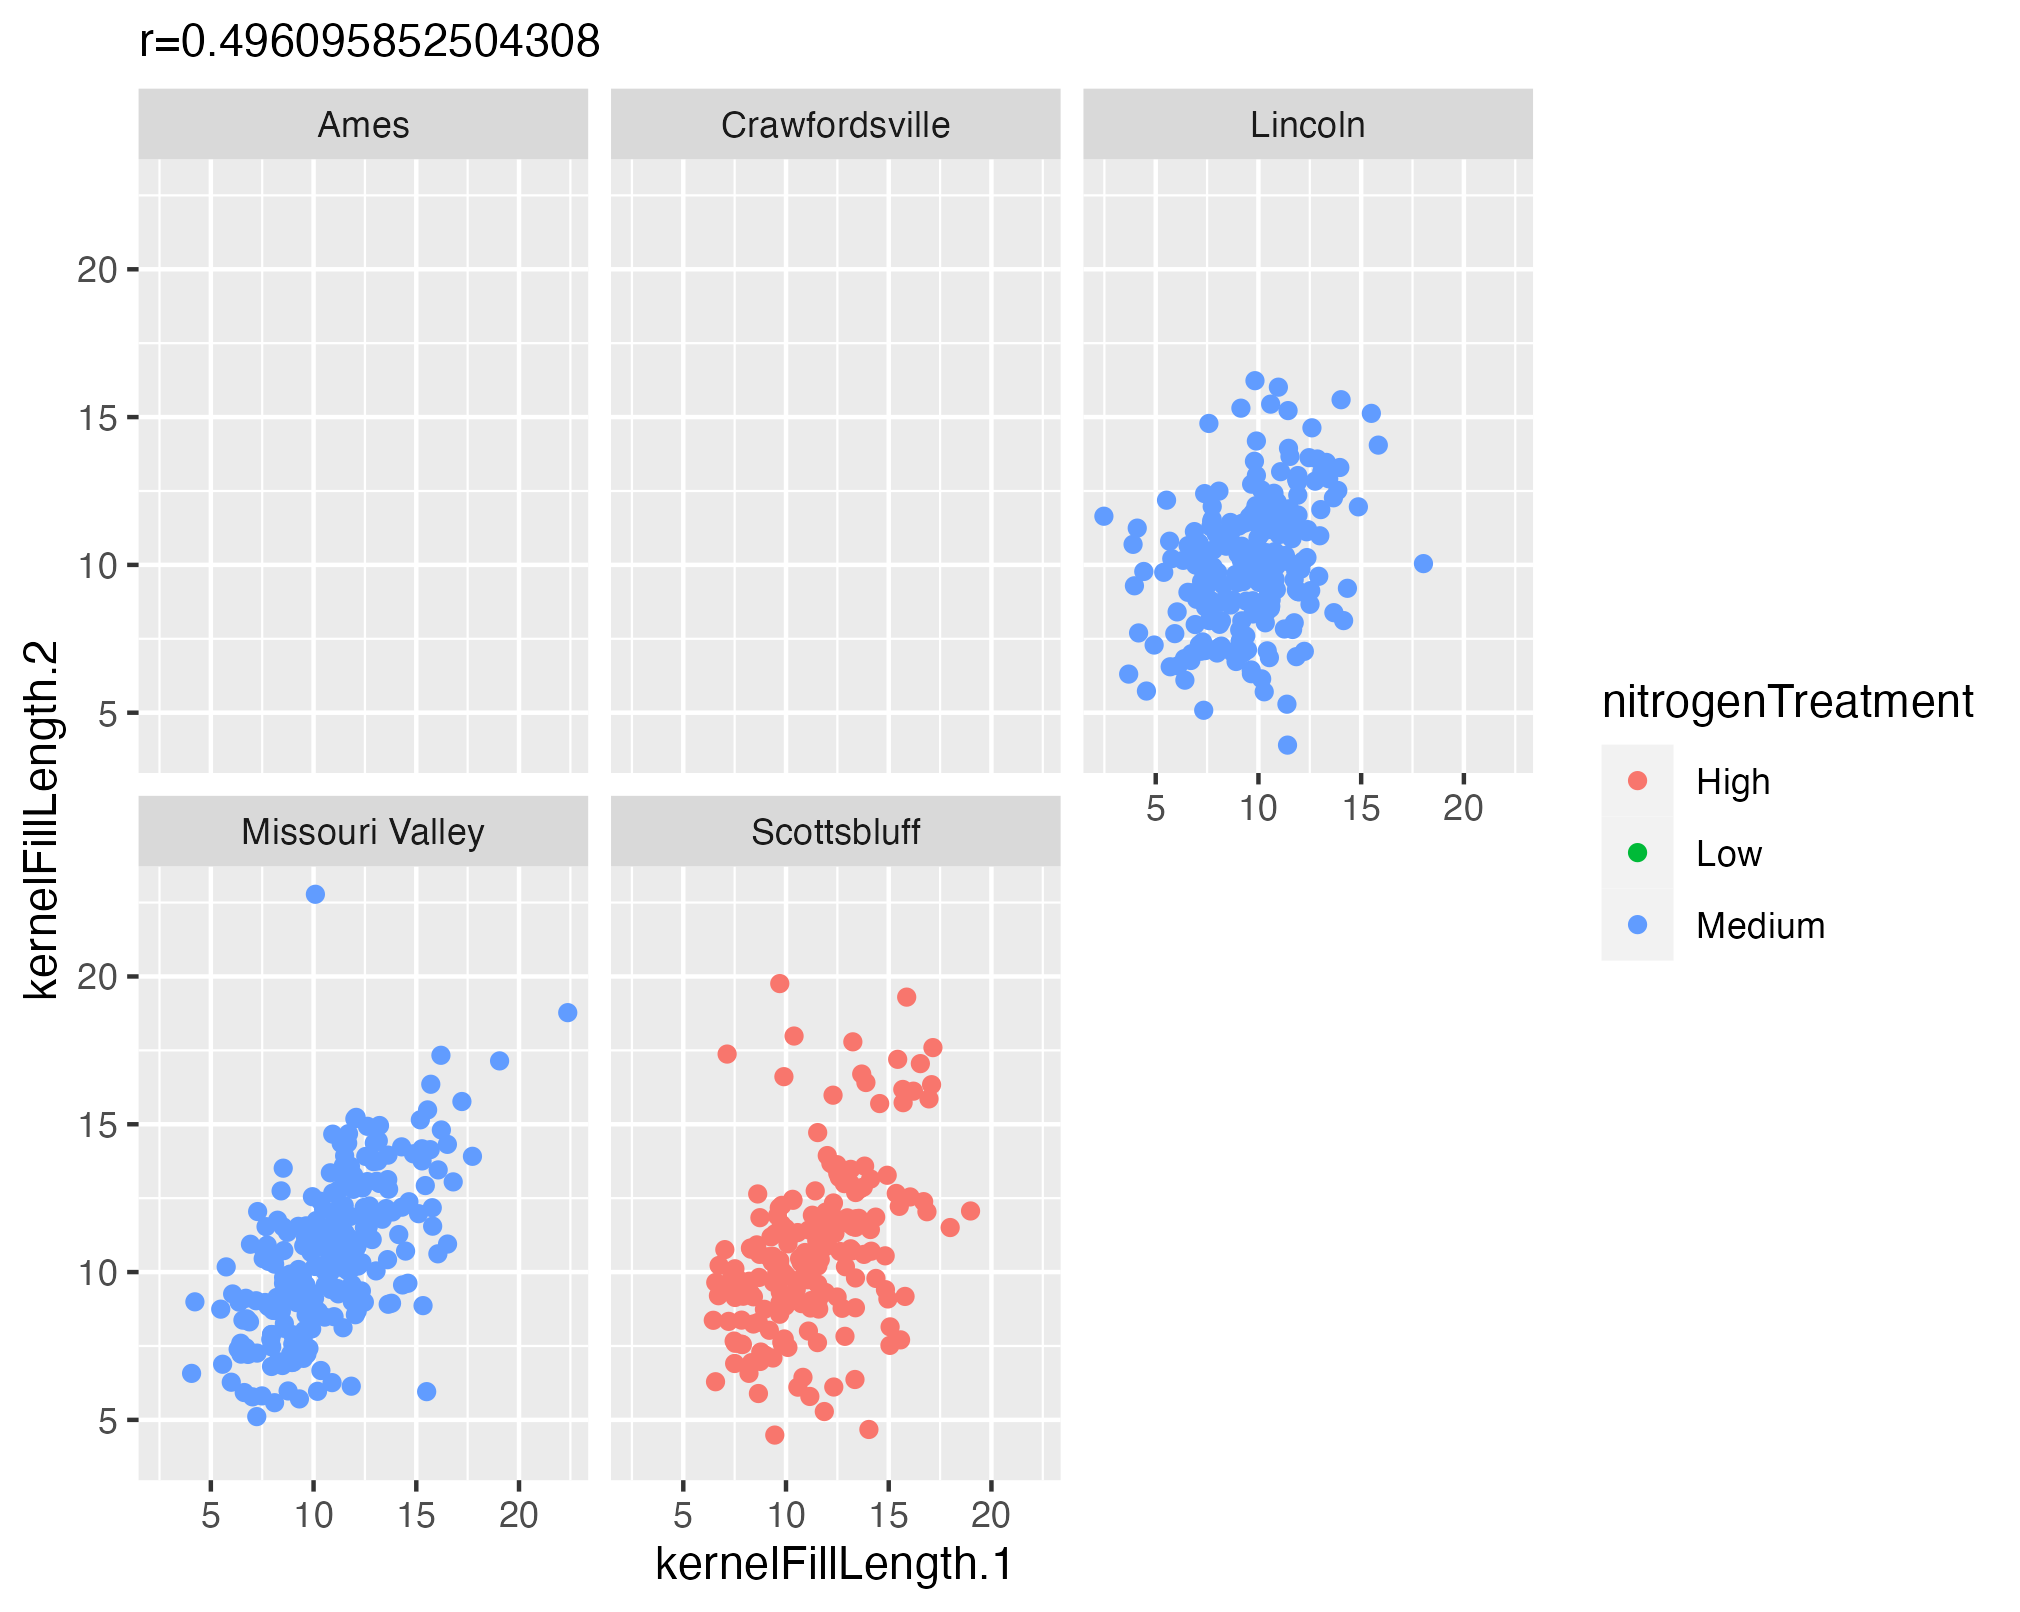 r=0.496095852504308
Ames
Crawfordsville
Lincoln
20
15
10
5
5 10 15 20
Missouri Valley
Scottsbluff
20
15
10
5
5 10 15 20
5 10 15 20
kernelFillLength.1
kernelFillLength.2
nitrogenTreatment
High
Low
Medium